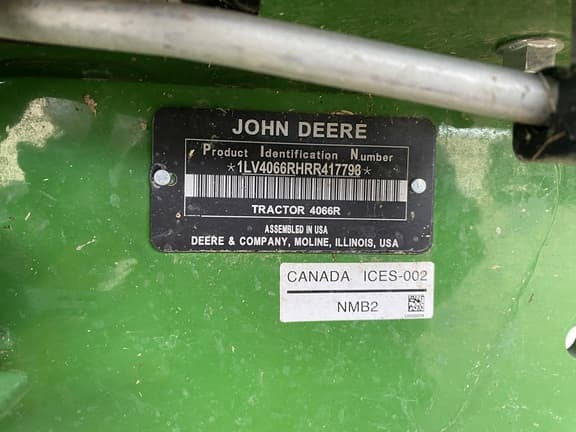 JOHN DEERE
Product Identification Number
*1LV4066RHRR417793*
TRACTOR 4066R
ASSEMBLED IN USA
DEERE & COMPANY, MOLINE, ILLINOIS, USA
CANADA ICES-002
NMB2